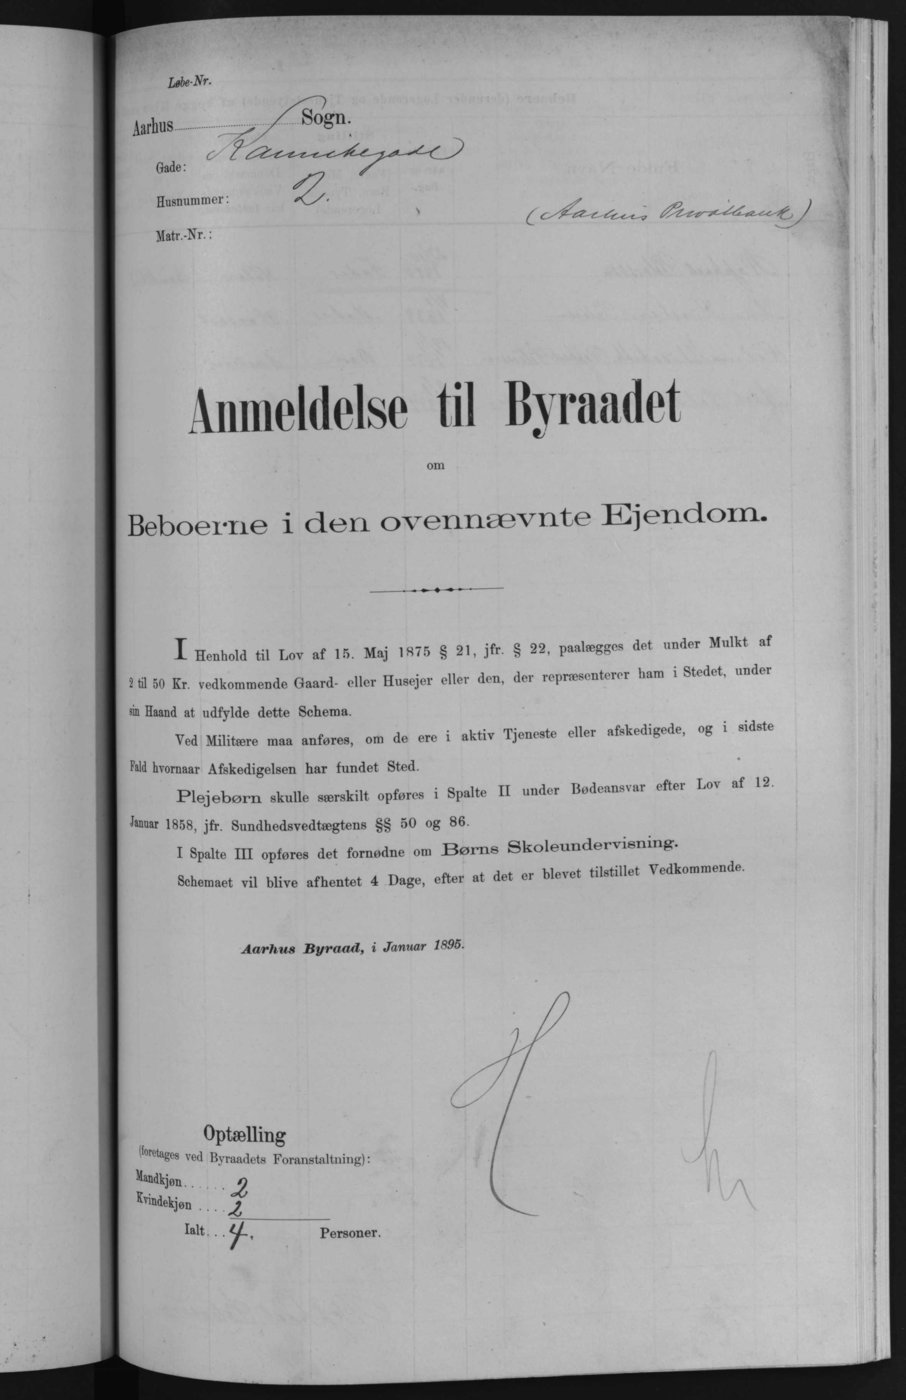 Løbe-Nr.
Aarhus Sogn.
Gade: Kannikegade
Husnummer: 2.
(Aarhus Privatbank)
Matr.-Nr.:
Anmeldelse til Byraadet
om
Beboerne i den ovennævnte Ejendom.
I Henhold til Lov af 15. Maj 1875 § 21, jfr. § 22, paalægges det under Mulkt af
2 til 50 Kr. vedkommende Gaard- eller Husejer eller den, der repræsenterer ham i Stedet, under
sin Haand at udfylde dette Schema.
Ved Militære maa anføres, om de ere i aktiv Tjeneste eller afskedigede, og i sidste
Fald hvornaar Afskedigelsen har fundet Sted.
Plejebørn skulle særskilt opføres i Spalte II under Bødeansvar efter Lov af 12.
Januar 1858, jfr. Sundhedsvedtægtens §§ 50 og 86.
I Spalte III opføres det fornødne om Børns Skoleundervisning.
Schemaet vil blive afhentet 4 Dage, efter at det er blevet tilstillet Vedkommende.
Aarhus Byraad, i Januar 1895.
H
Optælling
(foretages ved Byraadets Foranstaltning):
Mandkjøn...... 2
Kvindekjøn .... 2
Ialt... 4. Personer.